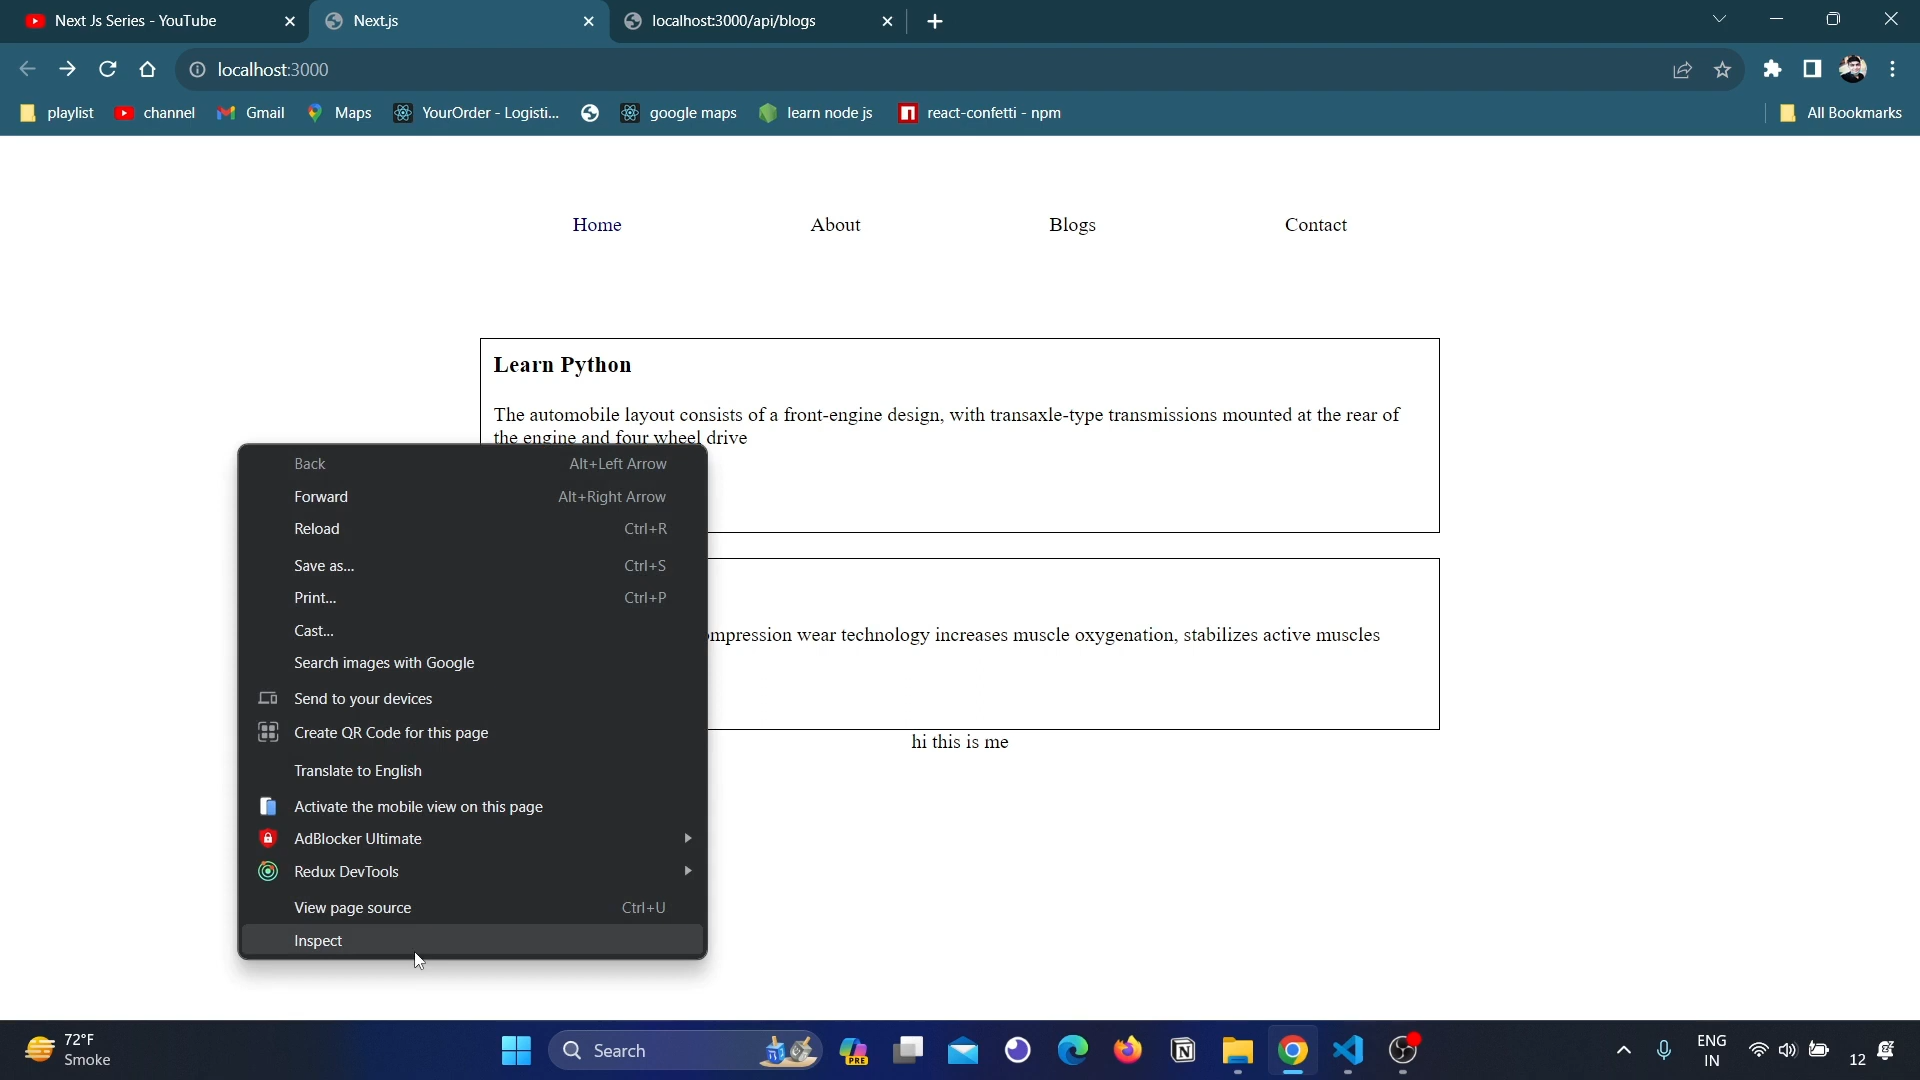 Next Js Series - YouTube
Next.js
localhost:3000/api/blogs
localhost:3000
playlist
channel
Gmail
Maps
YourOrder - Logisti...
google maps
learn node js
react-confetti - npm
All Bookmarks
Home
About
Blogs
Contact
Learn Python
The automobile layout consists of a front-engine design, with transaxle-type transmissions mounted at the rear of
the engine and four wheel drive
Back Alt+Left Arrow
Forward Alt+Right Arrow
Reload Ctrl+R
Save as... Ctrl+S
Print... Ctrl+P
Cast...
Search images with Google
Send to your devices
Create QR Code for this page
Translate to English
Activate the mobile view on this page
AdBlocker Ultimate
Redux DevTools
View page source Ctrl+U
Inspect
wear technology increases muscle oxygenation, stabilizes active muscles
hi this is me
72°F
Smoke
Search
PRE
ENG
IN
12